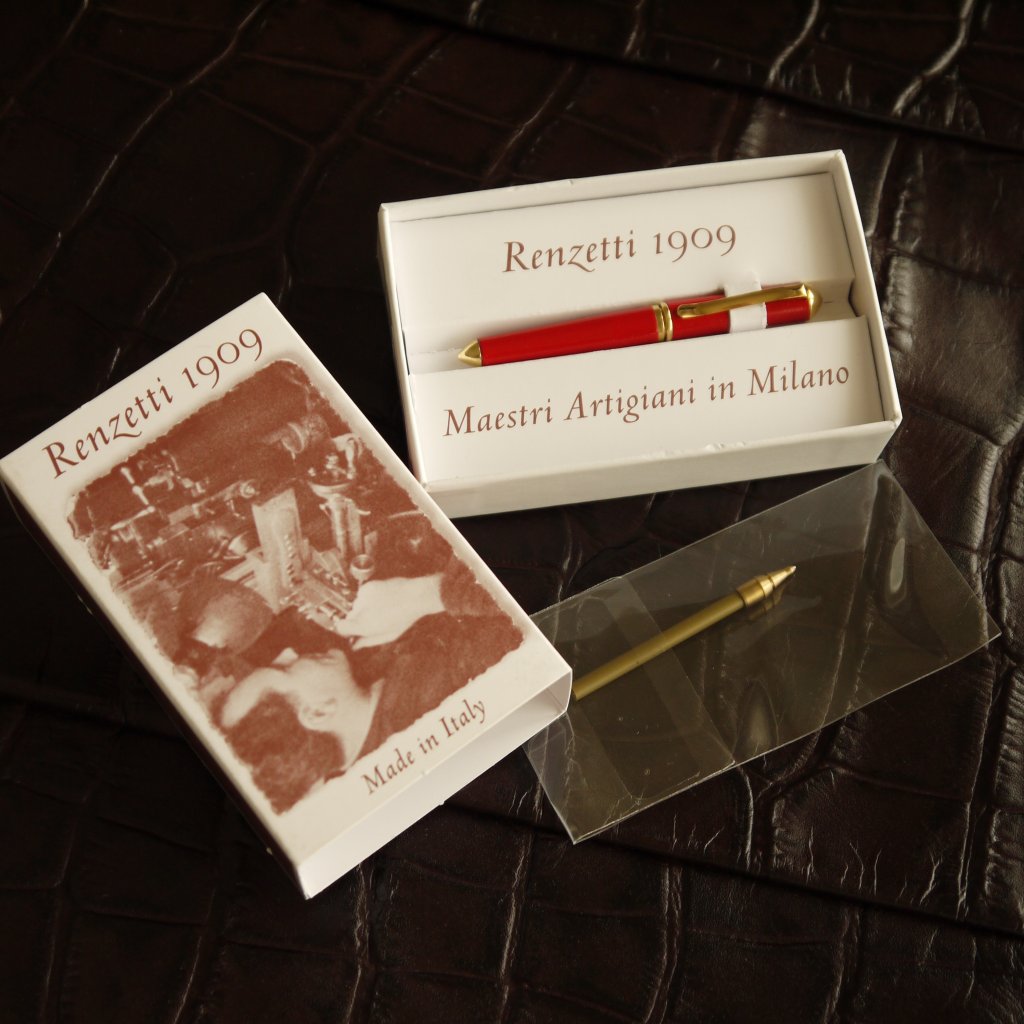 Renzetti 1909
Maestri Artigiani in Milano
Renzetti 1909
Made in Italy